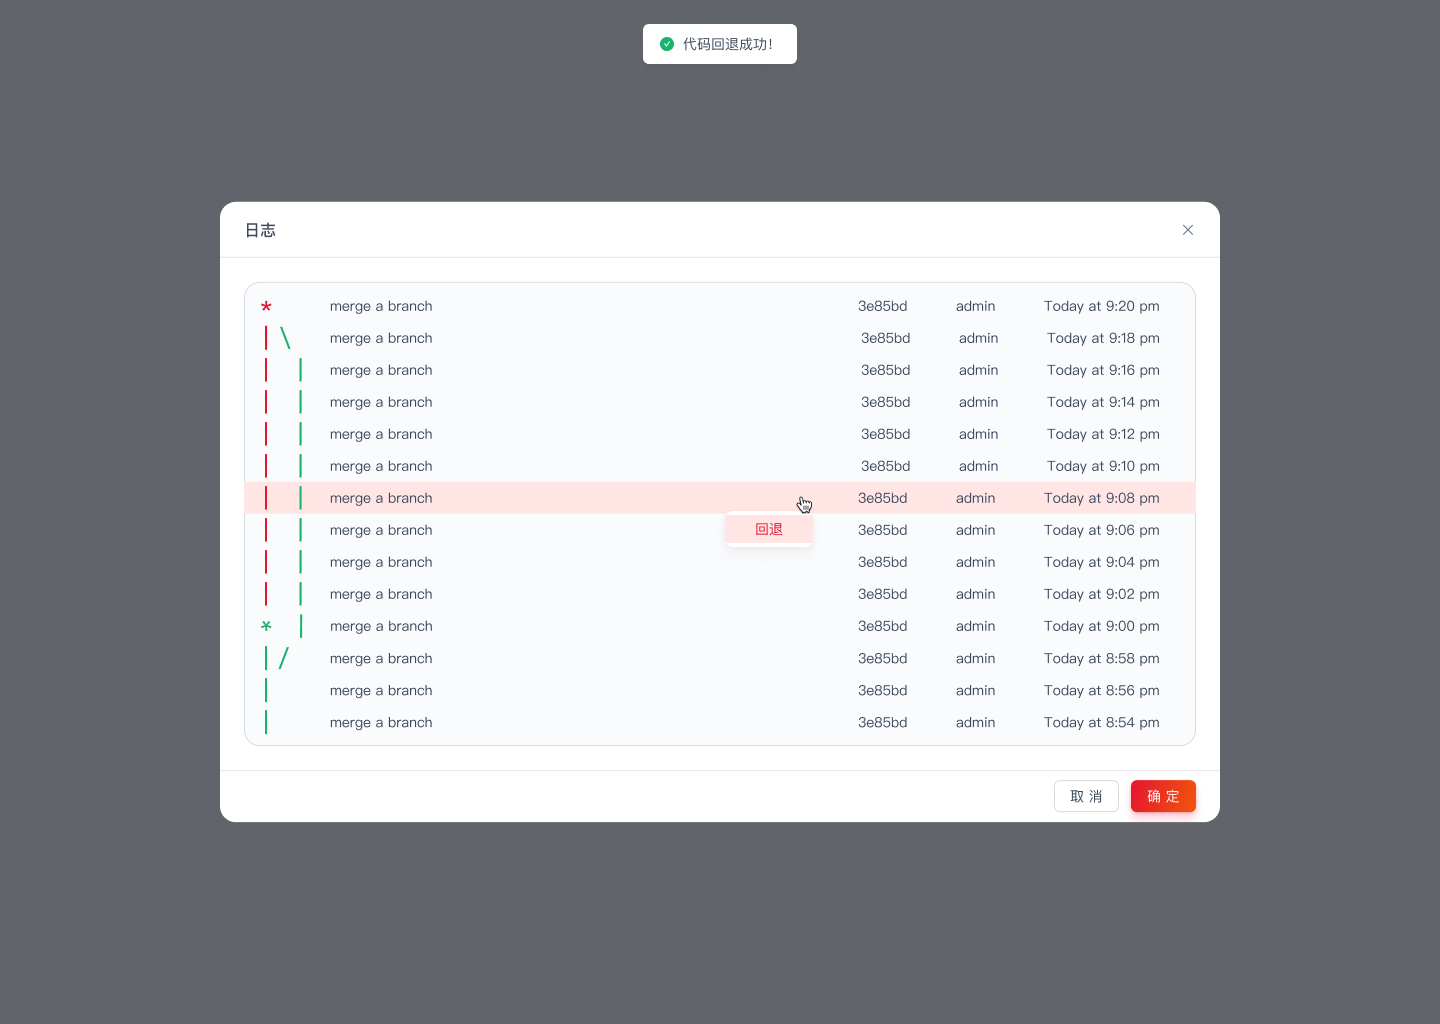 代码回退成功！
日志
* merge a branch 3e85bd admin Today at 9:20 pm
| \ merge a branch 3e85bd admin Today at 9:18 pm
| | merge a branch 3e85bd admin Today at 9:16 pm
| | merge a branch 3e85bd admin Today at 9:14 pm
| | merge a branch 3e85bd admin Today at 9:12 pm
| | merge a branch 3e85bd admin Today at 9:10 pm
| | merge a branch 3e85bd admin Today at 9:08 pm
回退
| | merge a branch 3e85bd admin Today at 9:06 pm
| | merge a branch 3e85bd admin Today at 9:04 pm
| | merge a branch 3e85bd admin Today at 9:02 pm
* | merge a branch 3e85bd admin Today at 9:00 pm
| / merge a branch 3e85bd admin Today at 8:58 pm
| merge a branch 3e85bd admin Today at 8:56 pm
| merge a branch 3e85bd admin Today at 8:54 pm
取消 确定